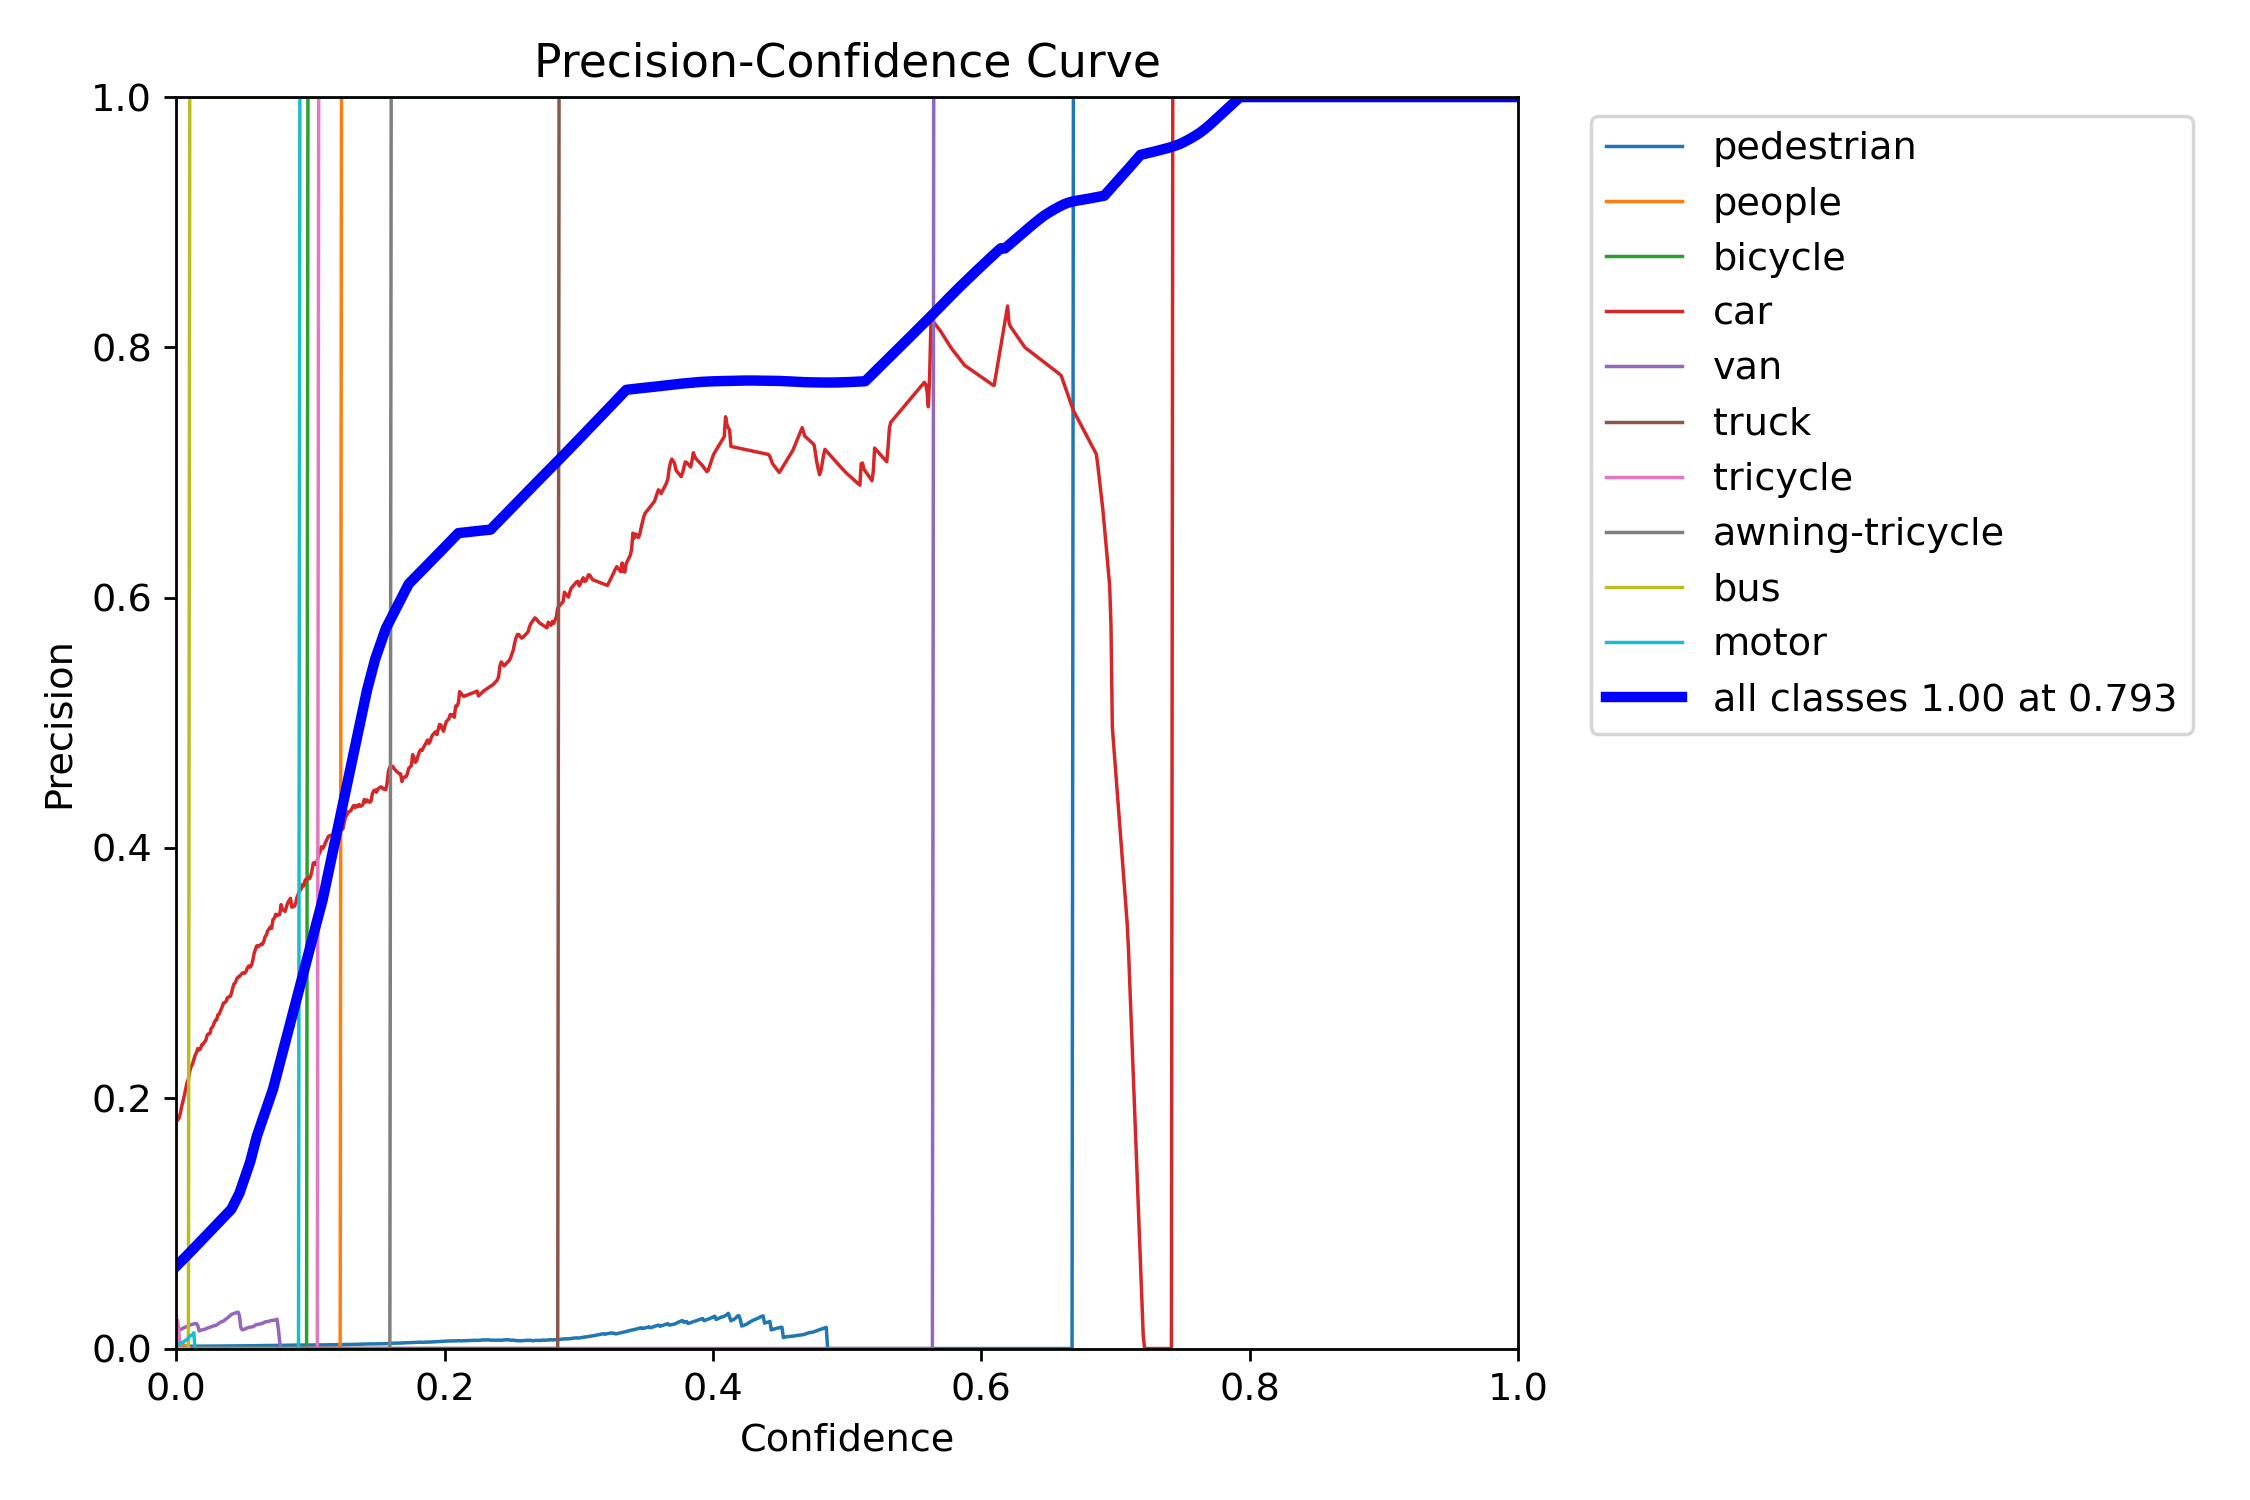 Precision-Confidence Curve
1.0
0.8
0.6
0.4
0.2
0.0
Precision
0.0 0.2 0.4 0.6 0.8 1.0
Confidence
pedestrian
people
bicycle
car
van
truck
tricycle
awning-tricycle
bus
motor
all classes 1.00 at 0.793